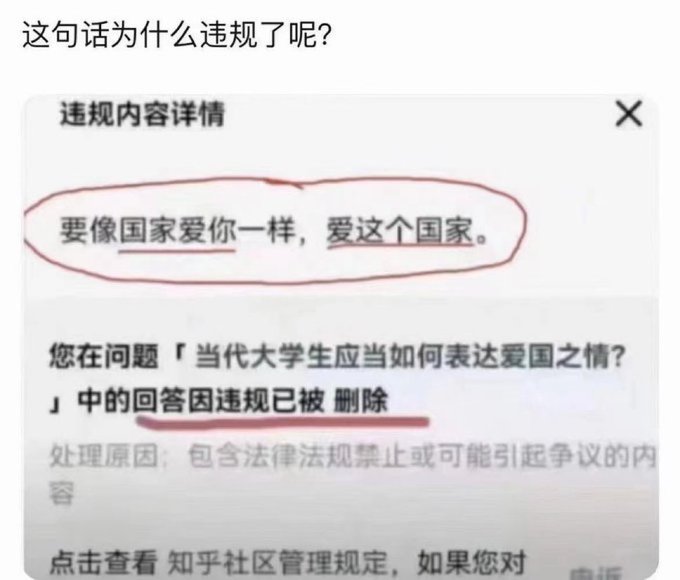 这句话为什么违规了呢?
违规内容详情
要像国家爱你一样，爱这个国家。
您在问题「 当代大学生应当如何表达爱国之情?
」中的回答因违规已被 删除
处理原因：包含法律法规禁止或可能引起争议的内
容
点击查看 知乎社区管理规定，如果您对
申诉